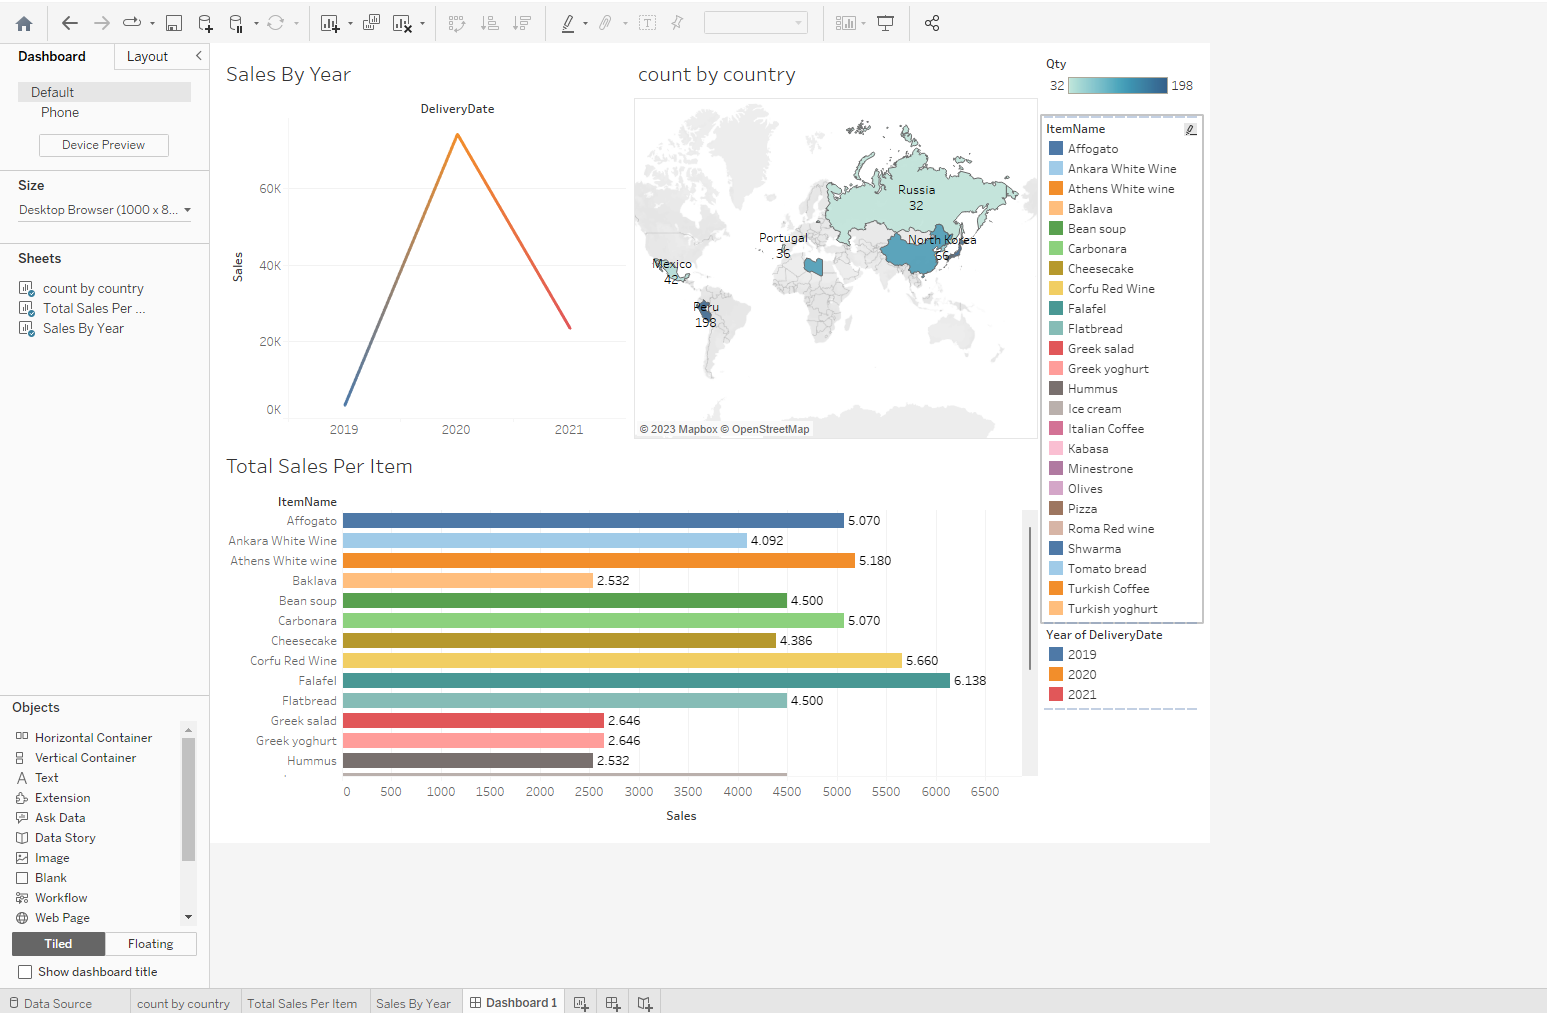 Dashboard
Layout
Default
Phone
Device Preview
Size
Desktop Browser (1000 x 8...
Sheets
count by country
Total Sales Per ...
Sales By Year
Objects
Horizontal Container
Vertical Container
Text
Extension
Ask Data
Data Story
Image
Blank
Workflow
Web Page
Tiled
Floating
Show dashboard title
Sales By Year
DeliveryDate
Sales
60K
40K
20K
0K
2019
2020
2021
count by country
Russia
32
Portugal
36
North Korea
66
Mexico
42
Peru
198
© 2023 Mapbox © OpenStreetMap
Total Sales Per Item
ItemName
Affogato 5.070
Ankara White Wine 4.092
Athens White wine 5.180
Baklava 2.532
Bean soup 4.500
Carbonara 5.070
Cheesecake 4.386
Corfu Red Wine 5.660
Falafel 6.138
Flatbread 4.500
Greek salad 2.646
Greek yoghurt 2.646
Hummus 2.532
0 500 1000 1500 2000 2500 3000 3500 4000 4500 5000 5500 6000 6500
Sales
Qty
32 198
ItemName
Affogato
Ankara White Wine
Athens White wine
Baklava
Bean soup
Carbonara
Cheesecake
Corfu Red Wine
Falafel
Flatbread
Greek salad
Greek yoghurt
Hummus
Ice cream
Italian Coffee
Kabasa
Minestrone
Olives
Pizza
Roma Red wine
Shwarma
Tomato bread
Turkish Coffee
Turkish yoghurt
Year of DeliveryDate
2019
2020
2021
Data Source
count by country
Total Sales Per Item
Sales By Year
Dashboard 1